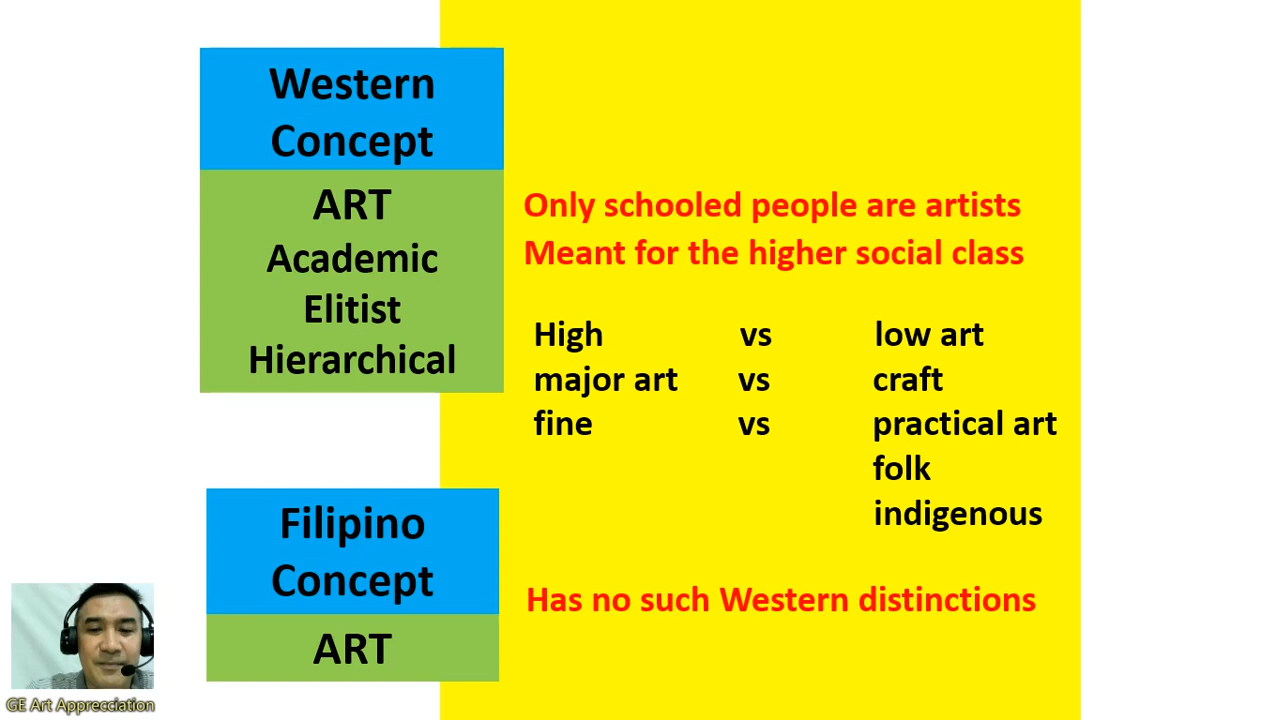 Western
Concept
ART
Academic
Elitist
Hierarchical
Only schooled people are artists
Meant for the higher social class
High vs low art
major art vs craft
fine vs practical art
folk
indigenous
Filipino
Concept
ART
Has no such Western distinctions
GE Art Apprecciation